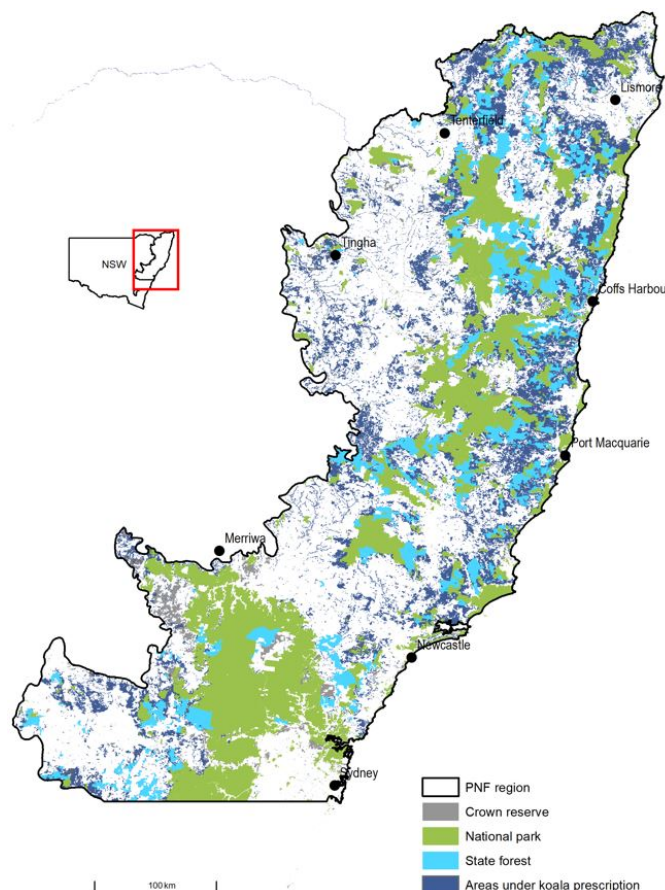 Lismore
Tenterfield
NSW
Tingha
Coffs Harbou
Port Macquarie
Merriwa
Newcastle
Sydney
PNF region
Crown reserve
National park
State forest
Areas under koala prescription
100 km